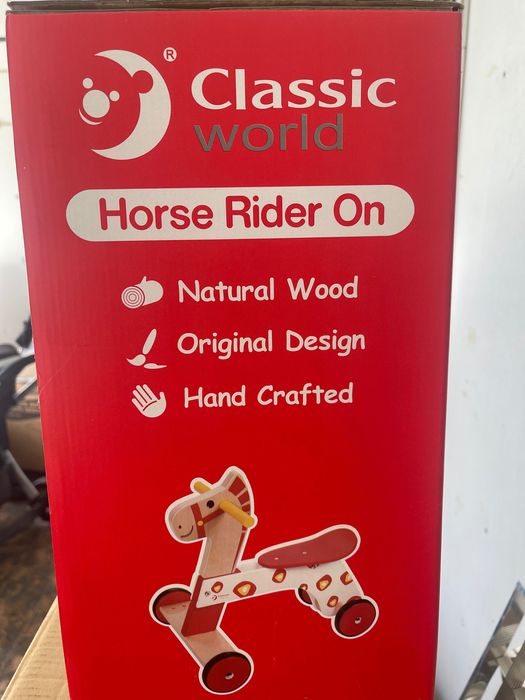 ®
Classic
world
Horse Rider On
Natural Wood
Original Design
Hand Crafted